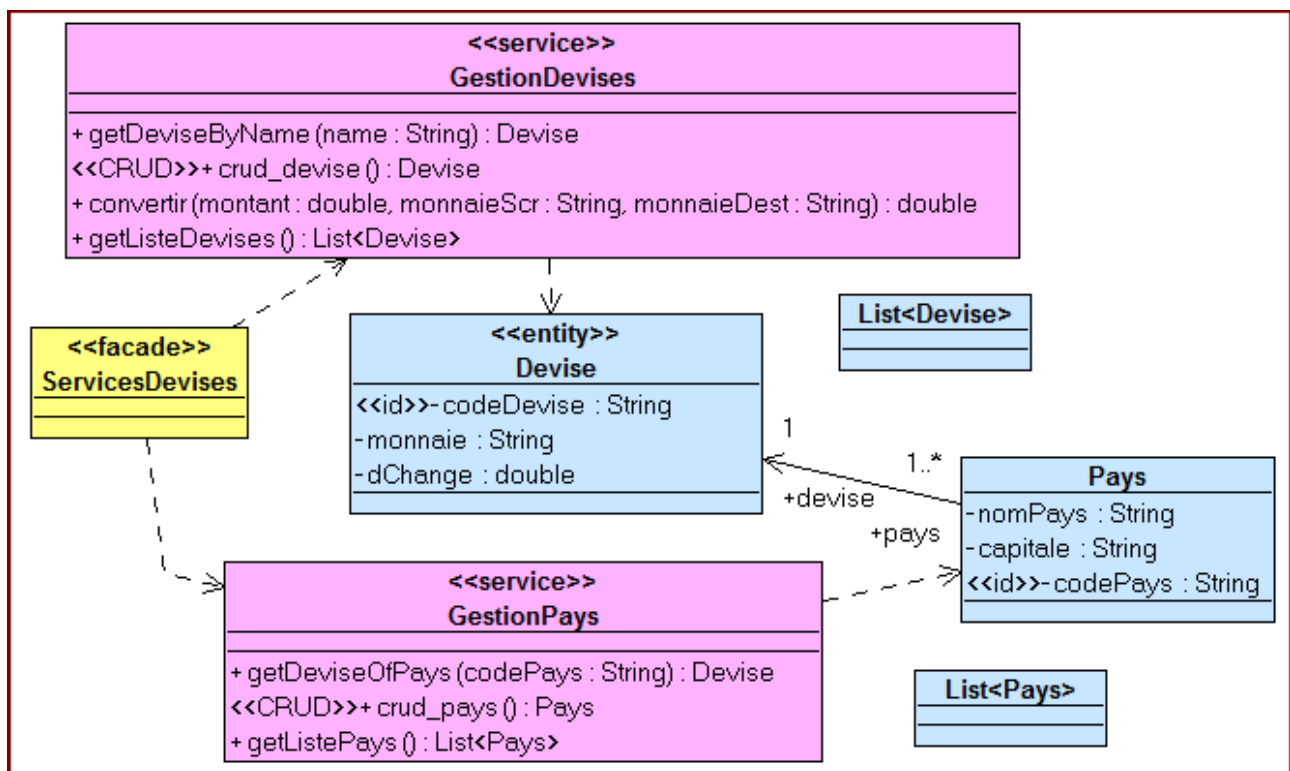 <<service>>
GestionDevises
+ getDeviseByName (name : String) : Devise
<<CRUD>>+ crud_devise () : Devise
+ convertir (montant : double, monnaieScr : String, monnaieDest : String) : double
+ getListeDevises () : List<Devise>
<<facade>>
ServicesDevises
<<entity>>
Devise
<<id>>-codeDevise : String
-monnaie : String
-dChange : double
List<Devise>
1
1..*
+devise
+pays
Pays
-nomPays : String
-capitale : String
<<id>>-codePays : String
<<service>>
GestionPays
+ getDeviseOfPays (codePays : String) : Devise
<<CRUD>>+ crud_pays () : Pays
+ getListePays () : List<Pays>
List<Pays>